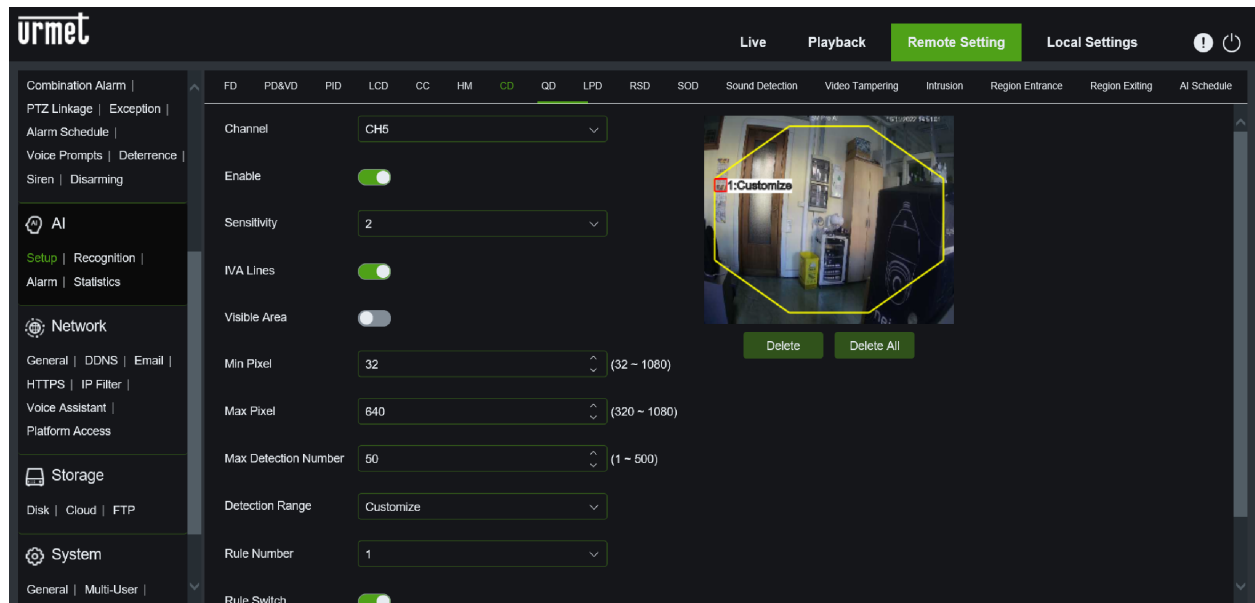 urmet
Live Playback Remote Setting Local Settings
Combination Alarm |
PTZ Linkage | Exception |
Alarm Schedule |
Voice Prompts | Deterrence |
Siren | Disarming
AI
Setup | Recognition |
Alarm | Statistics
Network
General | DDNS | Email |
HTTPS | IP Filter |
Voice Assistant |
Platform Access
Storage
Disk | Cloud | FTP
System
General | Multi-User |
FD PD&VD PID LCD CC HM CD QD LPD RSD SOD Sound Detection Video Tampering Intrusion Region Entrance Region Exiting AI Schedule
Channel CH5
Enable
Sensitivity 2
IVA Lines
Visible Area
Min Pixel 32 (32 ~ 1080)
Max Pixel 640 (320 ~ 1080)
Max Detection Number 50 (1 ~ 500)
Detection Range Customize
Rule Number 1
Rule Switch
1:Customize
Delete Delete All